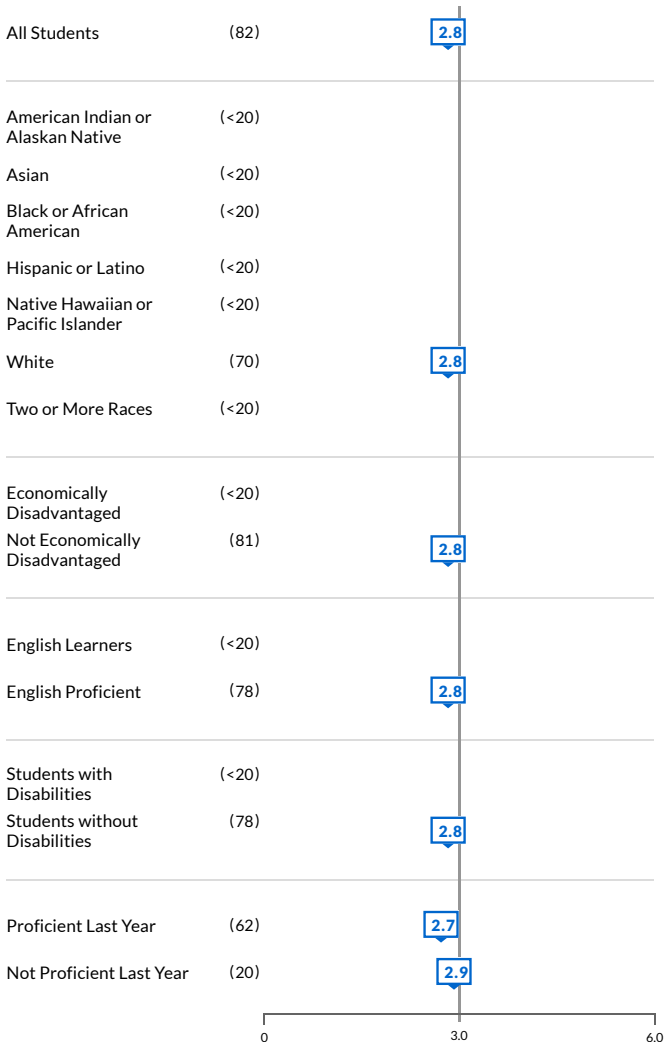 All Students (82) 2.8
American Indian or (<20)
Alaskan Native
Asian (<20)
Black or African (<20)
American
Hispanic or Latino (<20)
Native Hawaiian or (<20)
Pacific Islander
White (70) 2.8
Two or More Races (<20)
Economically (<20)
Disadvantaged
Not Economically (81) 2.8
Disadvantaged
English Learners (<20)
English Proficient (78) 2.8
Students with (<20)
Disabilities
Students without (78) 2.8
Disabilities
Proficient Last Year (62) 2.7
Not Proficient Last Year (20) 2.9
0 3.0 6.0